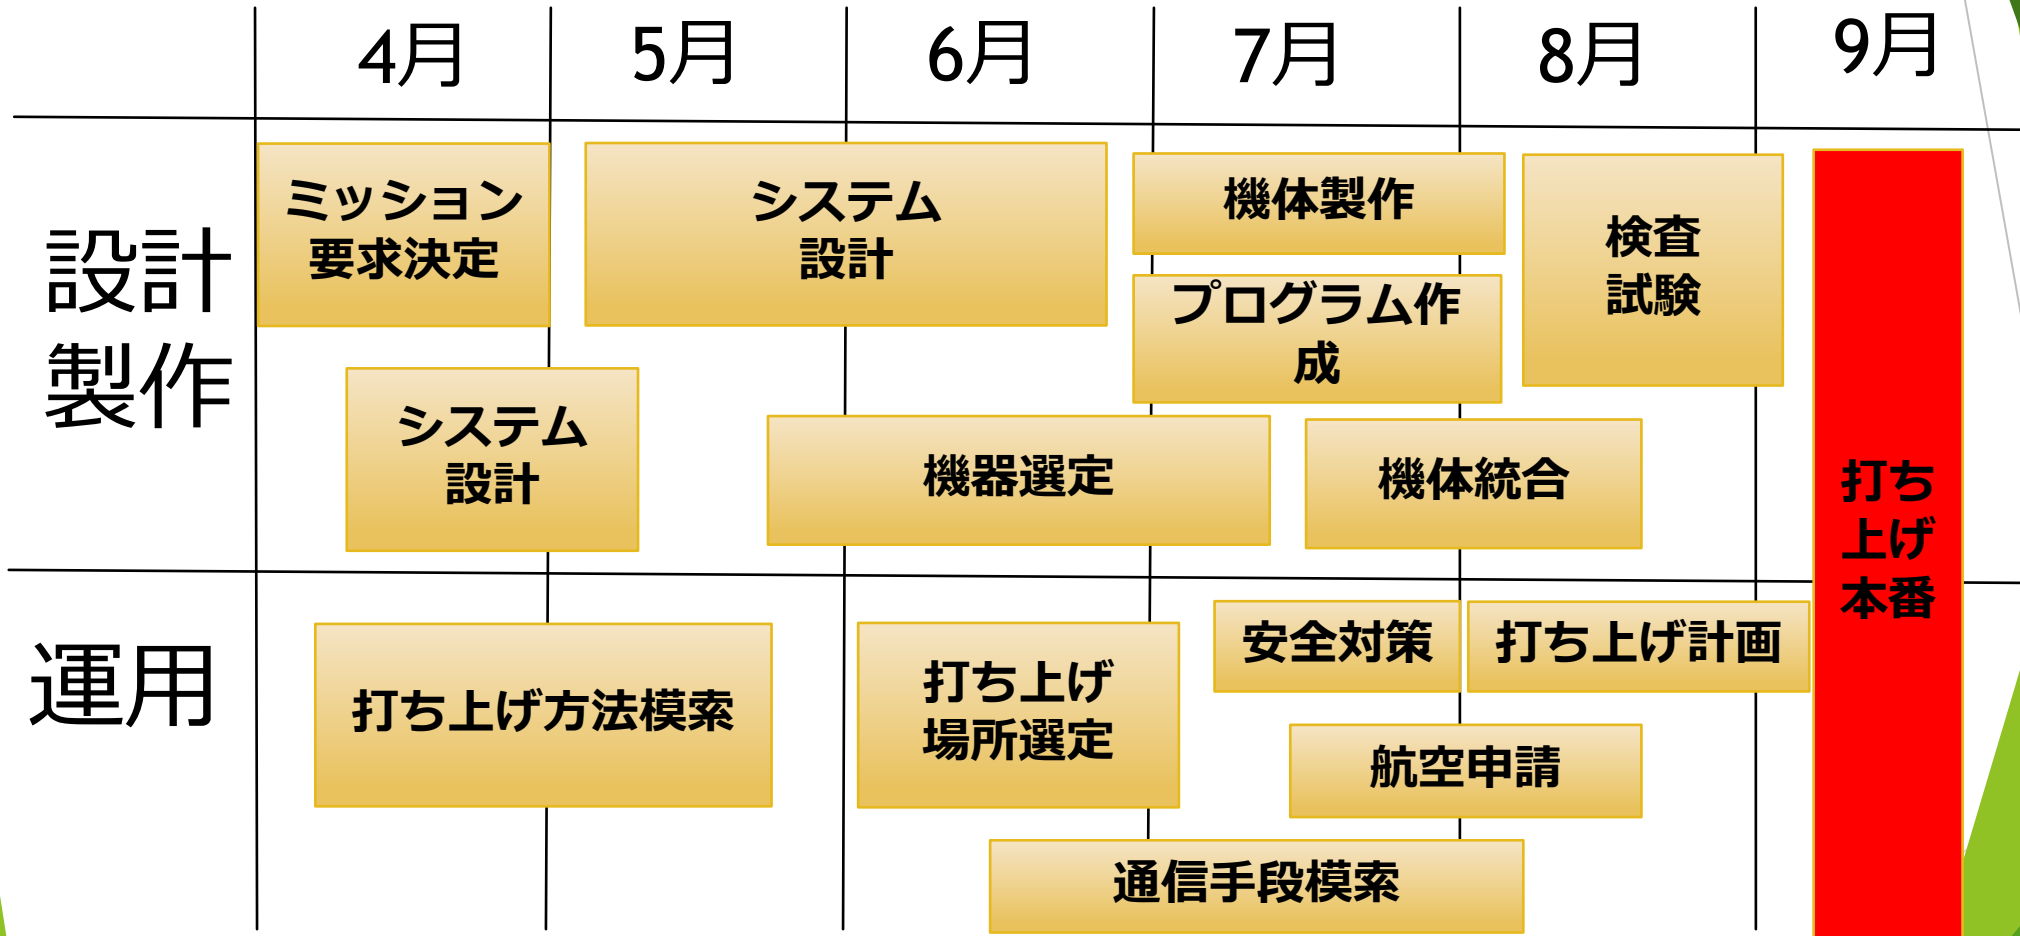 4月 5月 6月 7月 8月 9月
設計
製作
ミッション
要求決定
システム
設計
機体製作
プログラム作
成
検査
試験
システム
設計
機器選定
機体統合
打ち
上げ
本番
運用
打ち上げ方法模索
打ち上げ
場所選定
安全対策
打ち上げ計画
航空申請
通信手段模索